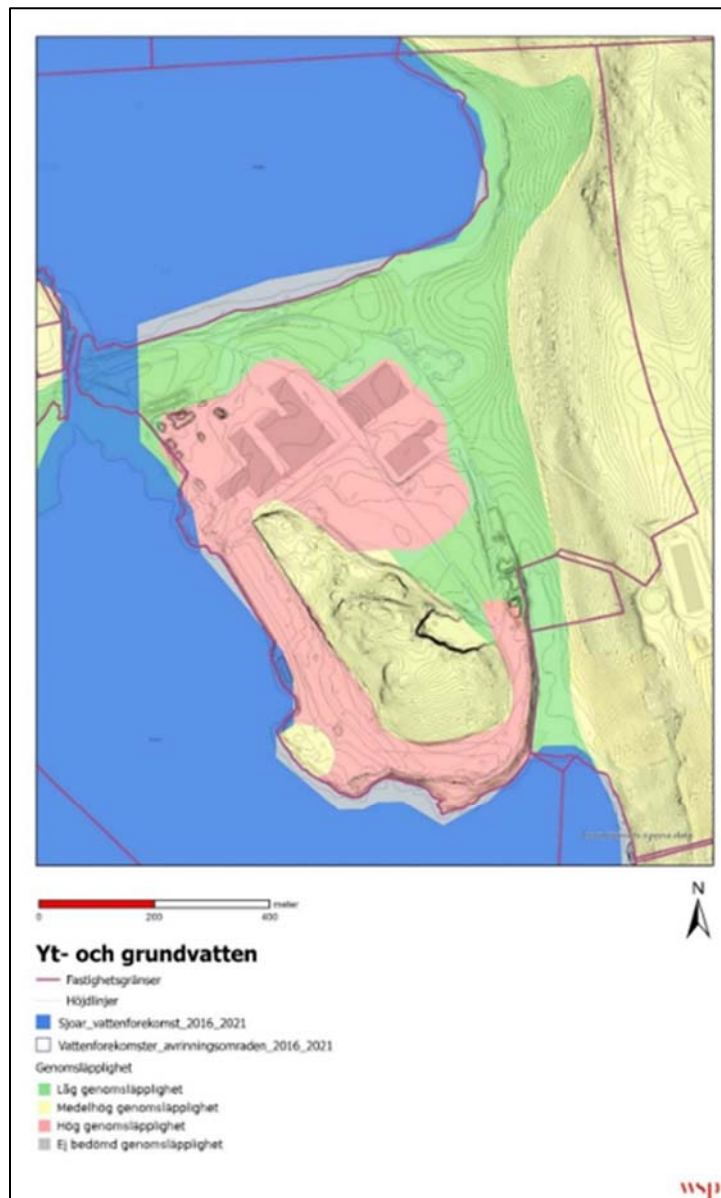 N
meter
0 200 400
Yt- och grundvatten
Fastighetsgränser
Höjdlinjer
Sjoar_vattenforekomst_2016_2021
Vattenforekomster_avrinningsomraden_2016_2021
Genomsläpplighet
Låg genomsläpplighet
Medelhög genomsläpplighet
Hög genomsläpplighet
Ej bedömd genomsläpplighet
wsp